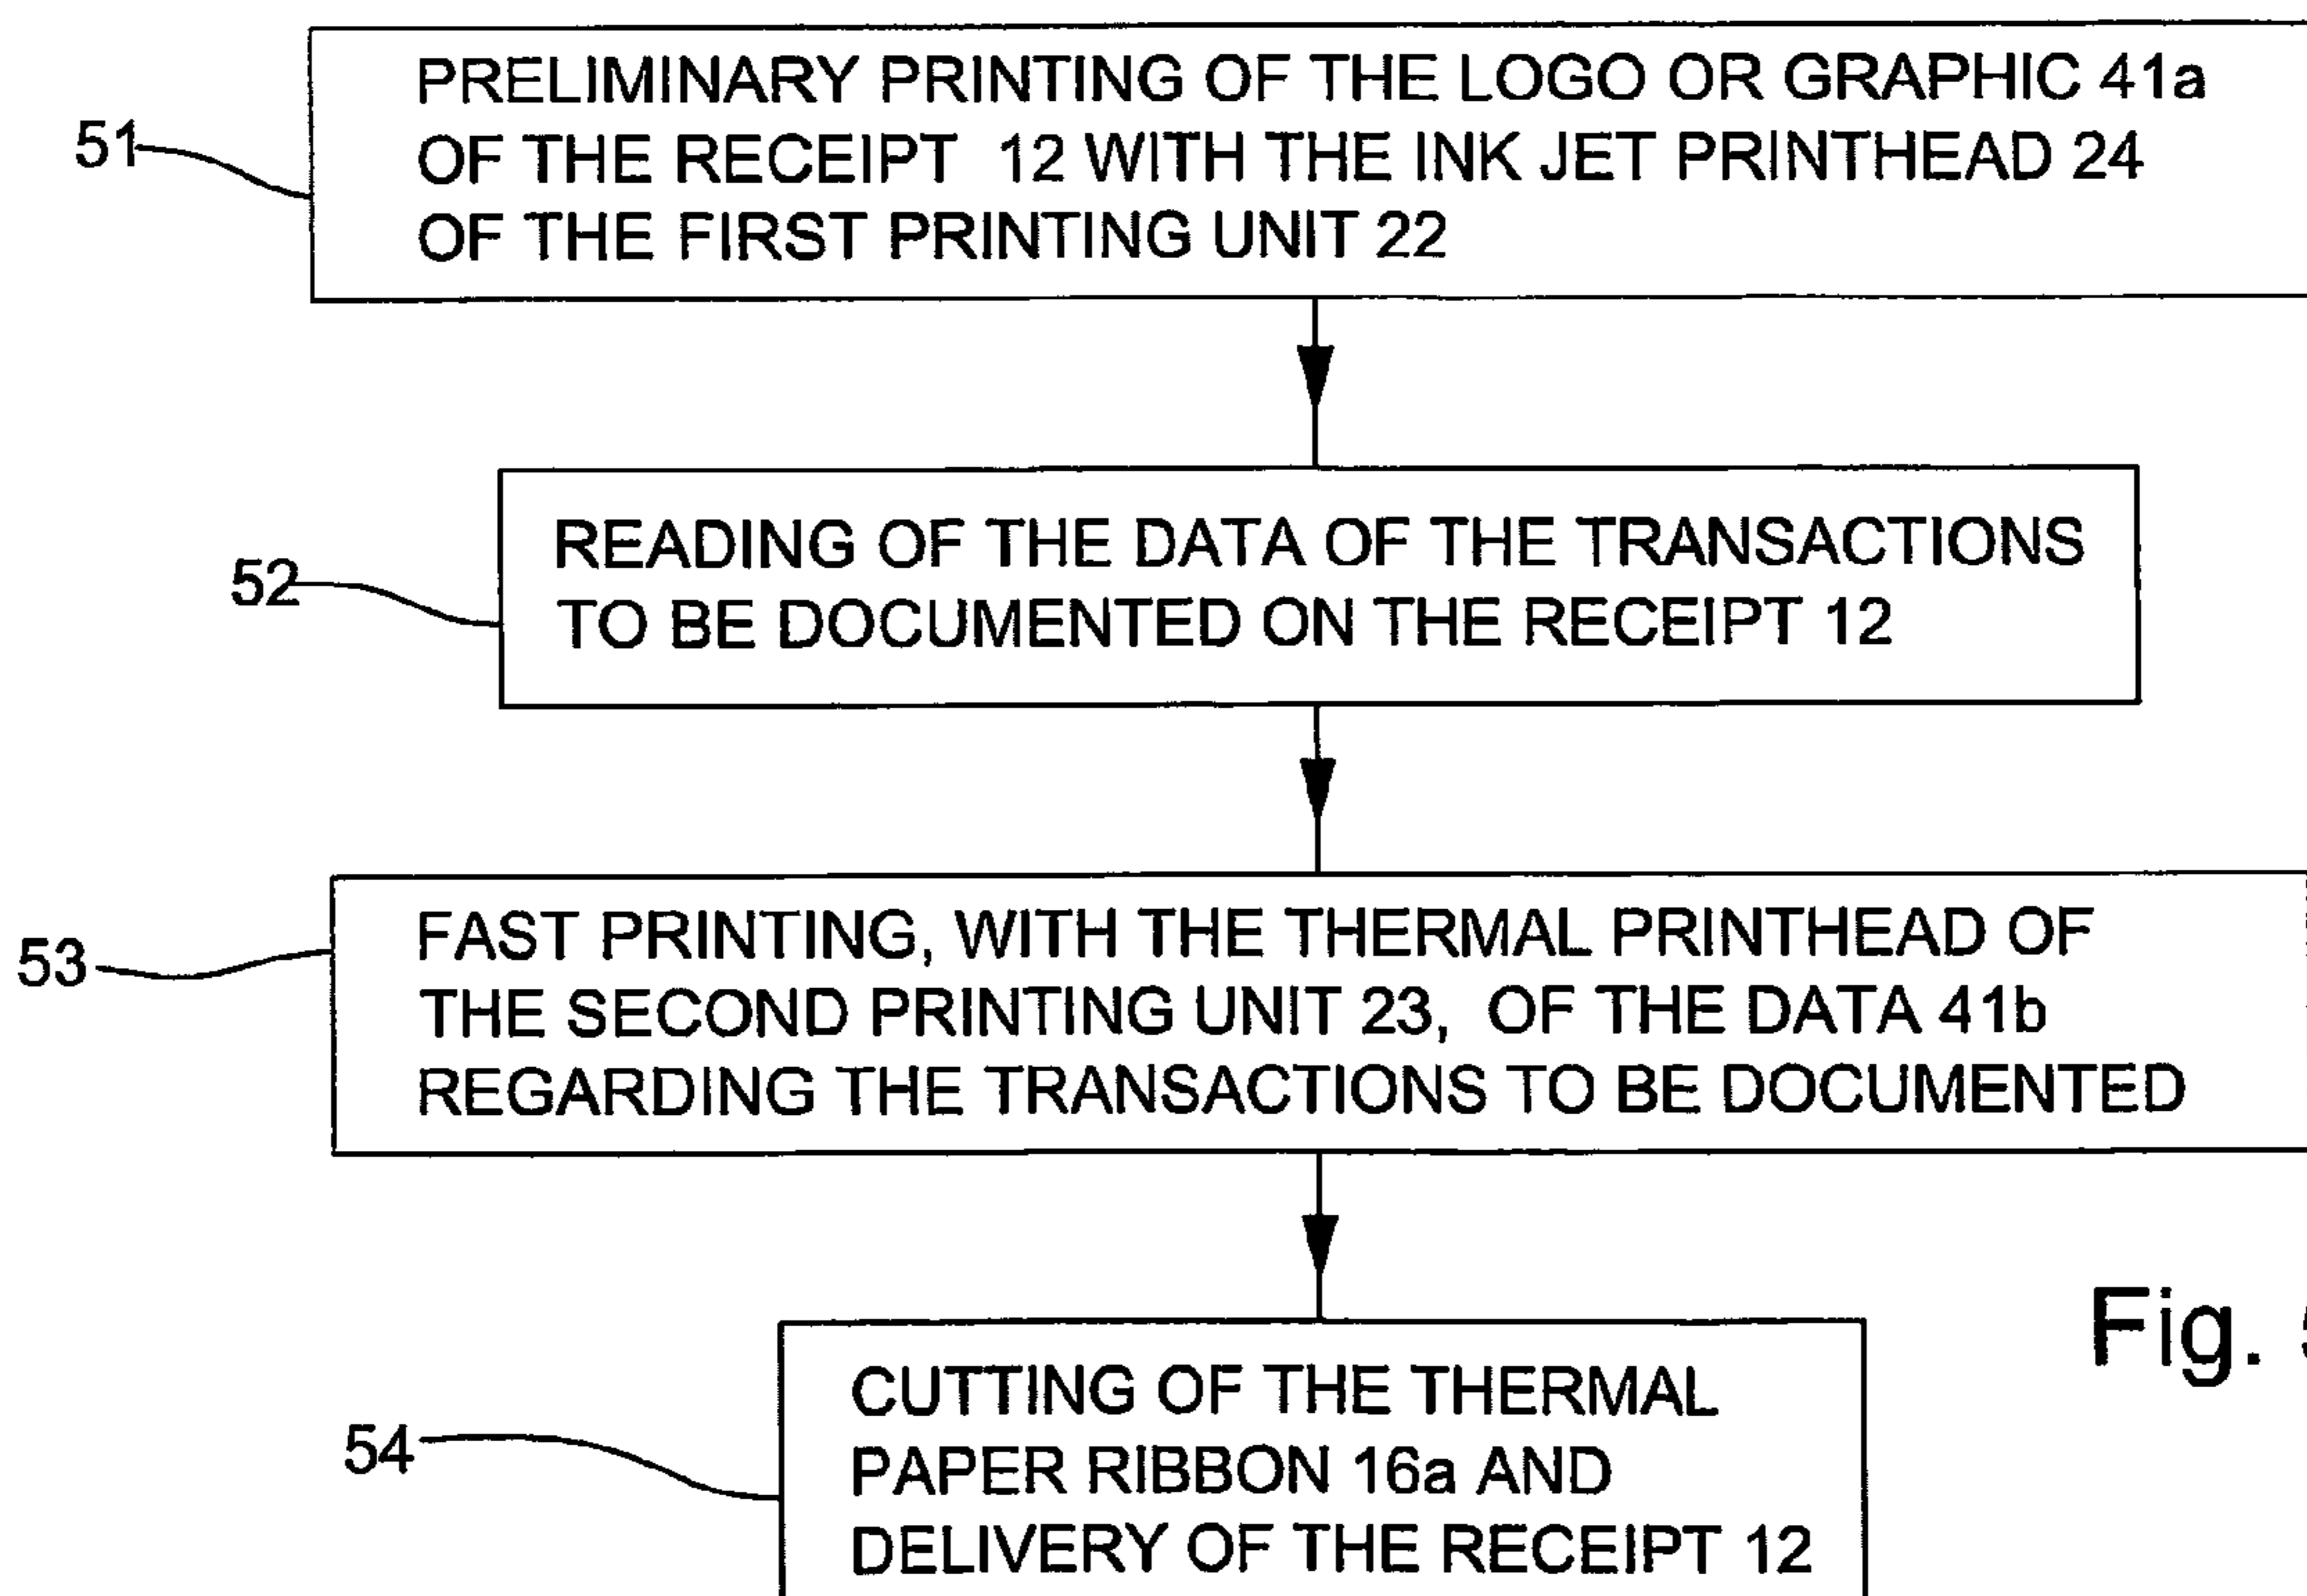 PRELIMINARY PRINTING OF THE LOGO OR GRAPHIC 41a
51
OF THE RECEIPT 12 WITH THE INK JET PRINTHEAD 24
OF THE FIRST PRINTING UNIT 22
READING OF THE DATA OF THE TRANSACTIONS
52
TO BE DOCUMENTED ON THE RECEIPT 12
FAST PRINTING, WITH THE THERMAL PRINTHEAD OF
53
THE SECOND PRINTING UNIT 23, OF THE DATA 41b
REGARDING THE TRANSACTIONS TO BE DOCUMENTED
Fig.
CUTTING OF THE THERMAL
54
PAPER RIBBON 16a AND
DELIVERY OF THE RECEIPT 12